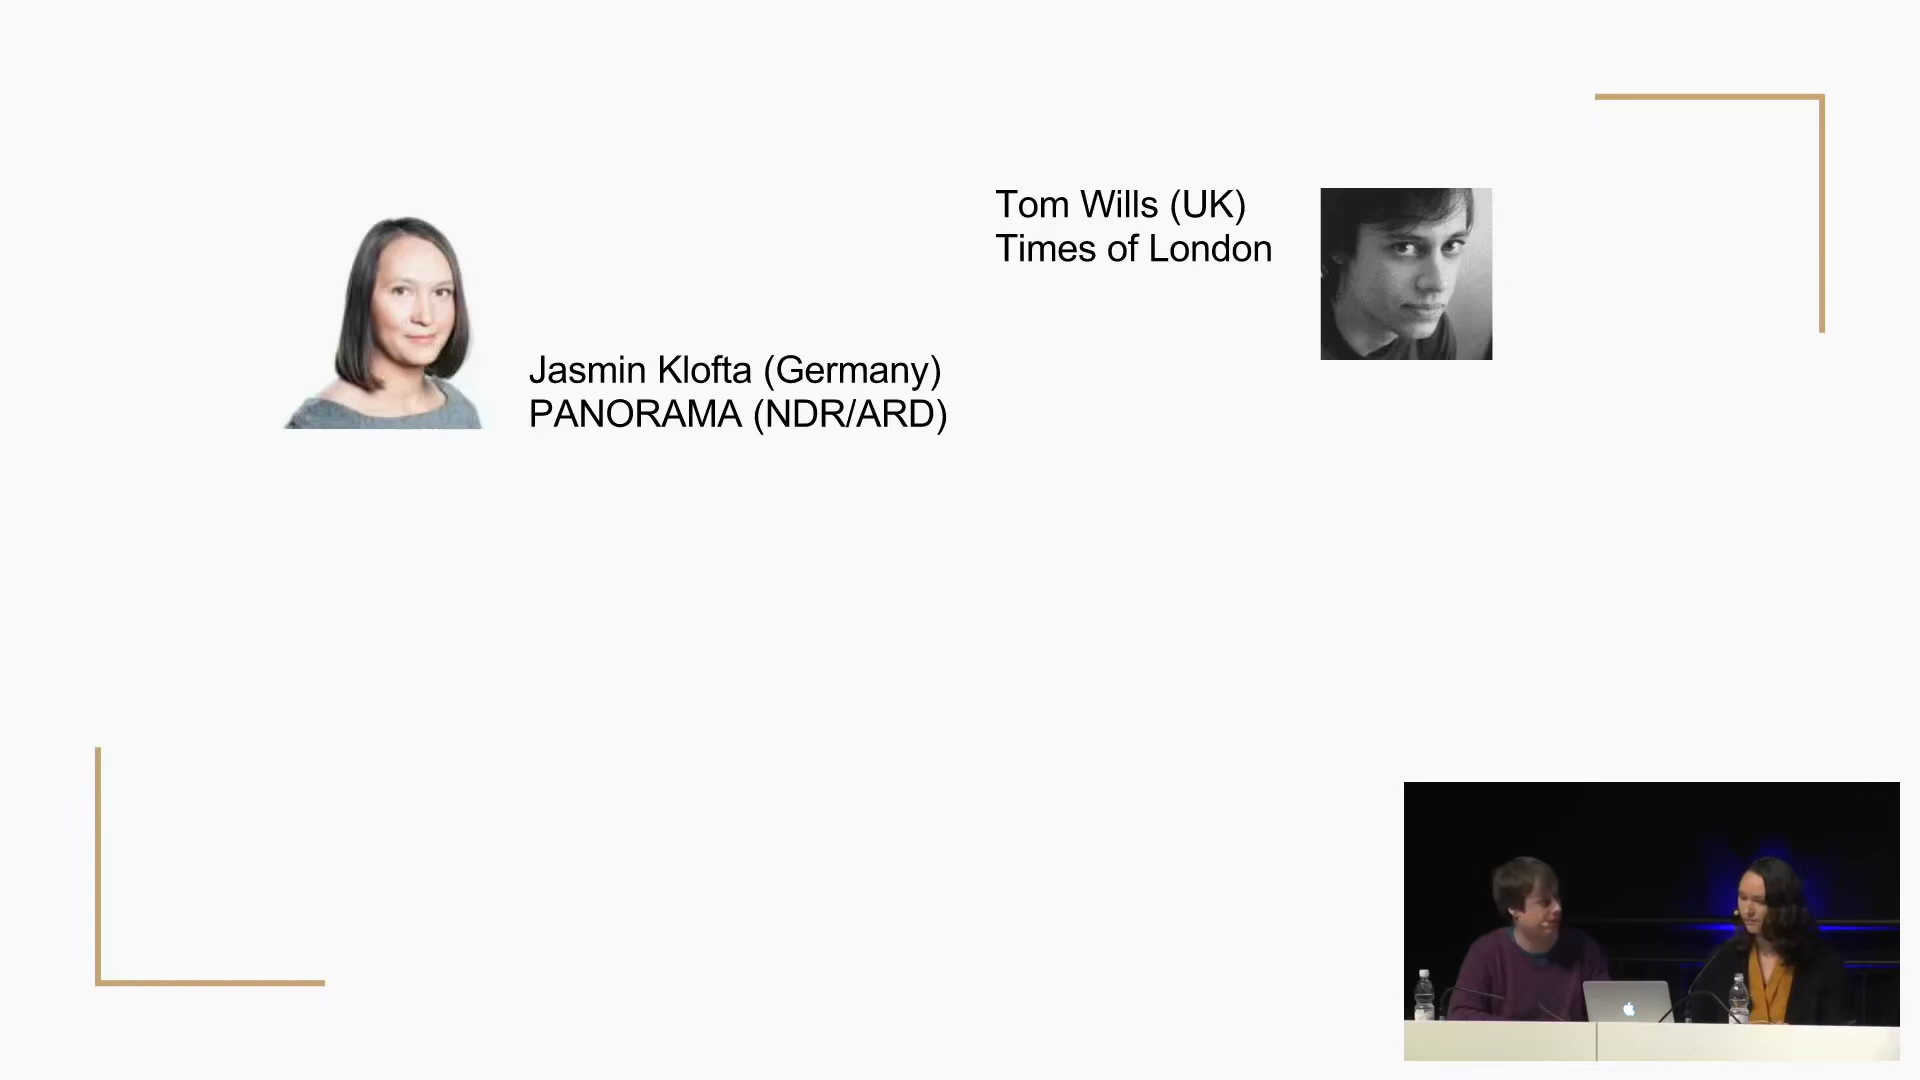 Tom Wills (UK)
Times of London
Jasmin Klofta (Germany)
PANORAMA (NDR/ARD)